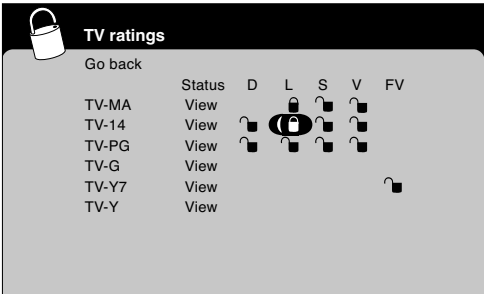 TV ratings
Go back
Status D L S V FV
TV-MA View
TV-14 View
TV-PG View
TV-G View
TV-Y7 View
TV-Y View